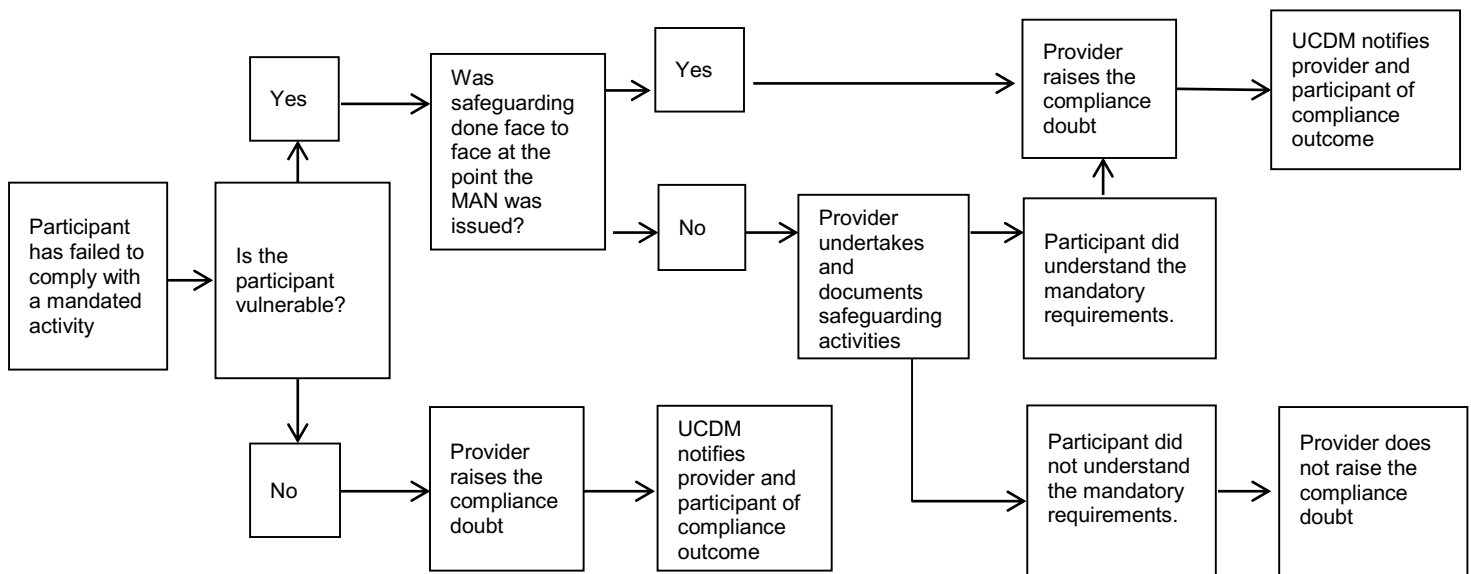 Participant
has failed to
comply with
a mandated
activity
Is the
participant
vulnerable?
Yes
Was
safeguarding
done face to
face at the
point the
MAN was
issued?
Yes
Provider
raises the
compliance
doubt
UCDM notifies
provider and
participant of
compliance
outcome
No
Provider
undertakes
and
documents
safeguarding
activities
Participant did
understand the
mandatory
requirements.
Participant did
not understand
the mandatory
requirements.
Provider does
not raise the
compliance
doubt
No
Provider
raises the
compliance
doubt
UCDM
notifies
provider and
participant of
compliance
outcome